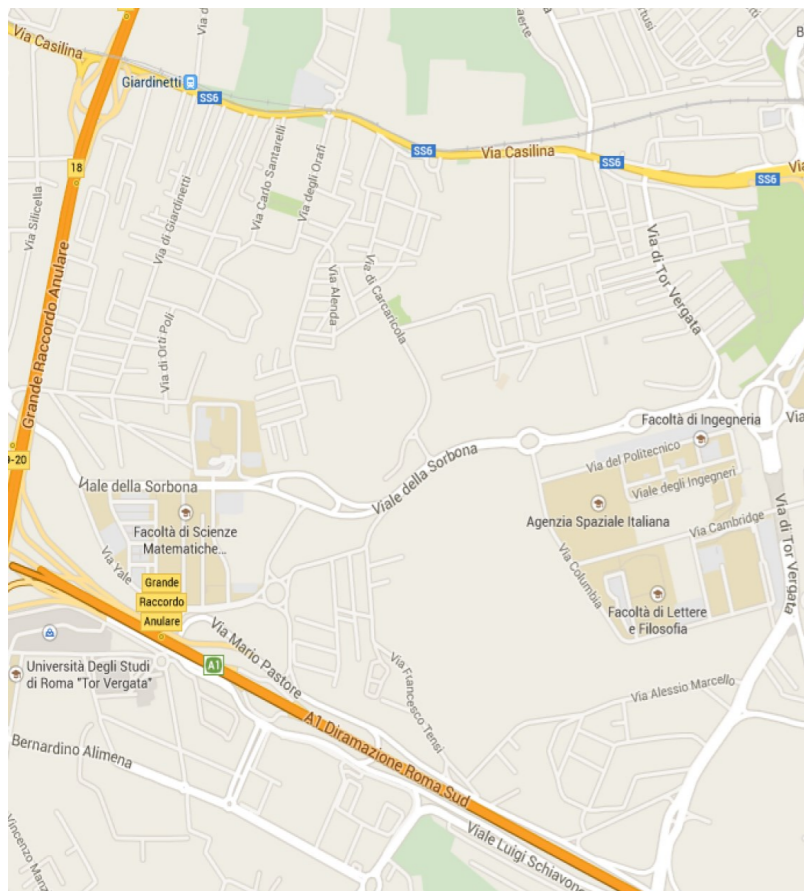 Via Casilina
Giardinetti
SS6
SS6
Via Casilina
SS6
SS6
18
Via Silicella
Via di Giardinetti
Via Carlo Santarelli
Via degli Orafi
Grande Raccordo Anulare
Via Alenda
Via di Carcaricola
Via di Tor Vergata
Via di Orti Poli
Facoltà di Ingegneria
Via del Politecnico
Viale degli Ingegneri
Viale della Sorbona
Viale della Sorbona
Agenzia Spaziale Italiana
Via Cambridge
Via di Tor Vergata
Facoltà di Scienze
Matematiche...
Via Yale
Via Columbia
Grande
Raccordo
Anulare
Facoltà di Lettere
e Filosofia
Via Mario Pastore
A1
Università Degli Studi
di Roma "Tor Vergata"
Via Francesco Tensi
Via Alessio Marcello
A1 Diramazione Roma Sud
Bernardino Alimena
Viale Luigi Schiavone